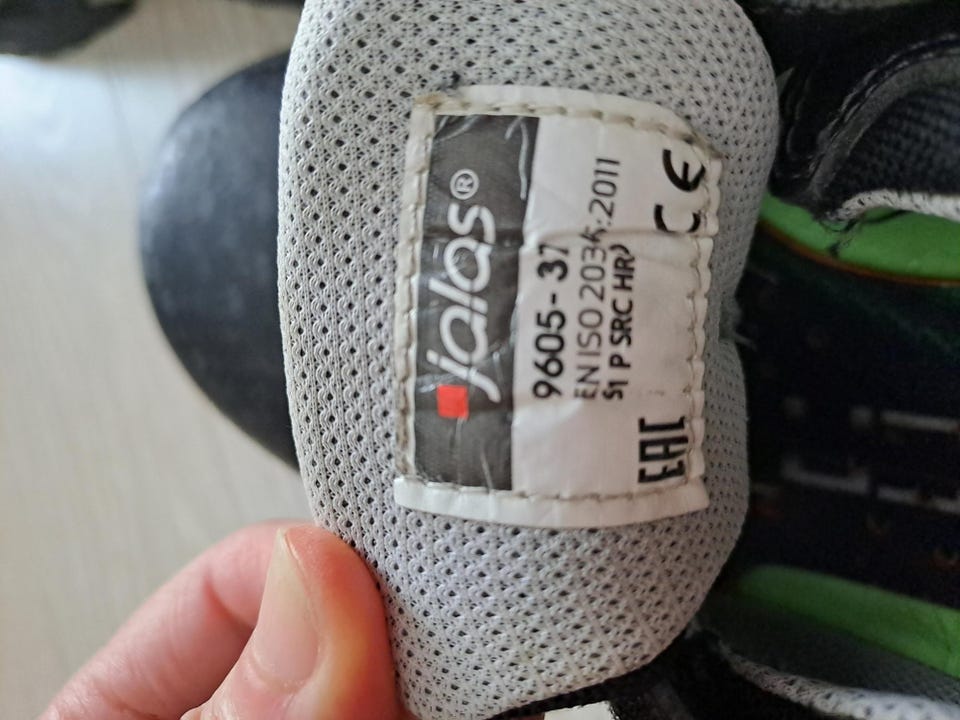 jalas®
9605-37
EN ISO 20345:2011
S1 P SRC HRO
EAC CE